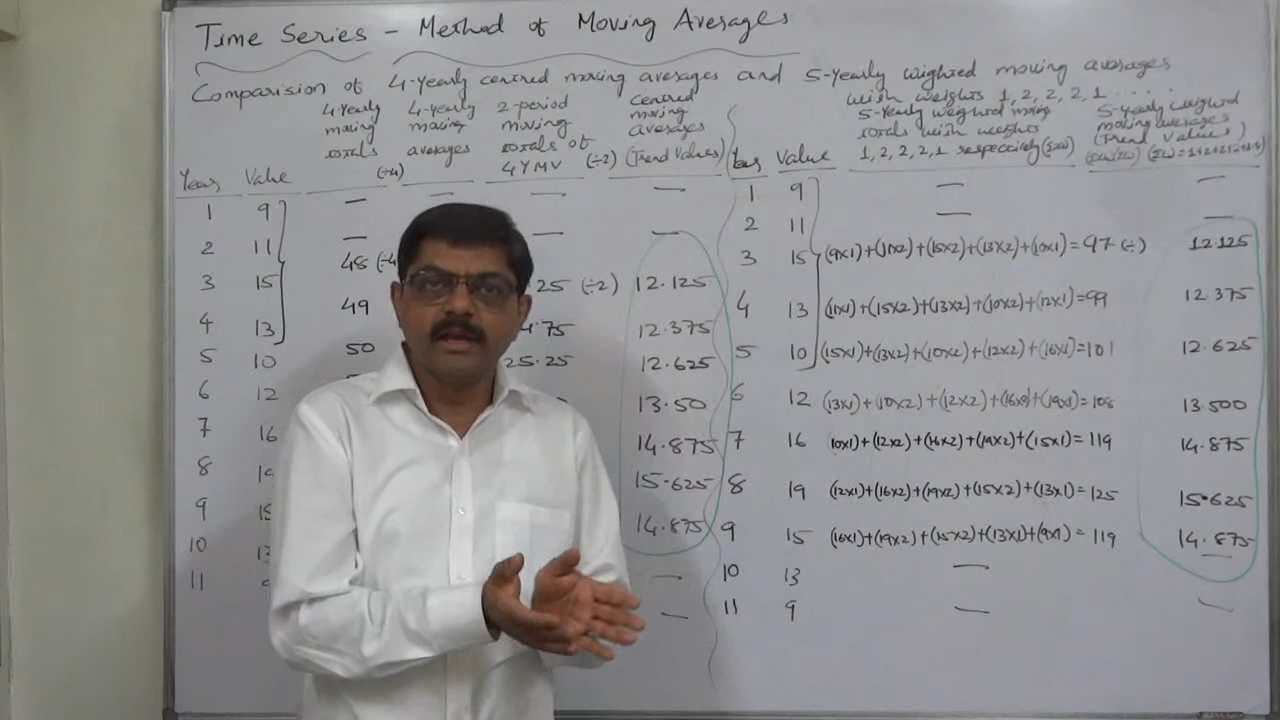 Time Series - Method of Moving Averages
Comparision of 4-yearly centred moving averages and 5-yearly wighted moving averages
with weights 1, 2, 2, 2, 1 .....
Years
Value
4-Yearly
moving
totals
(÷4)
4-yearly
moving
averages
2-period
moving
totals of
4YMV (÷2)
Centred
moving
averages
(Trend Values)
1 9 — — — —
2 11 — —
48 (÷4
3 15 25 (÷2) 12.125
49
4 13 4.75 12.375
50
5 10 25.25 12.625
6 12 13.50
7 16 14.875
8 15.625
9 14.875
10 —
11 —
Years
Value
5-Yearly weighted moving
totals with weights
1, 2, 2, 2, 1 respectively
5-Yearly weighted
moving averages
(Trend Values)
1 9 — —
2 11 — —
3 15 (9x1)+(11x2)+(15x2)+(13x2)+(10x1)=97 (÷) 12.125
4 13 (11x1)+(15x2)+(13x2)+(10x2)+(12x1)=99 12.375
5 10 (15x1)+(13x2)+(10x2)+(12x2)+(16x1)=101 12.625
6 12 (13x1)+(10x2)+(12x2)+(16x2)+(19x1)=108 13.500
7 16 (10x1)+(12x2)+(16x2)+(19x2)+(15x1)=119 14.875
8 19 (12x1)+(16x2)+(19x2)+(15x2)+(13x1)=125 15.625
9 15 (16x1)+(19x2)+(15x2)+(13x2)+(9x1)=119 14.875
10 13 —
11 9 — —